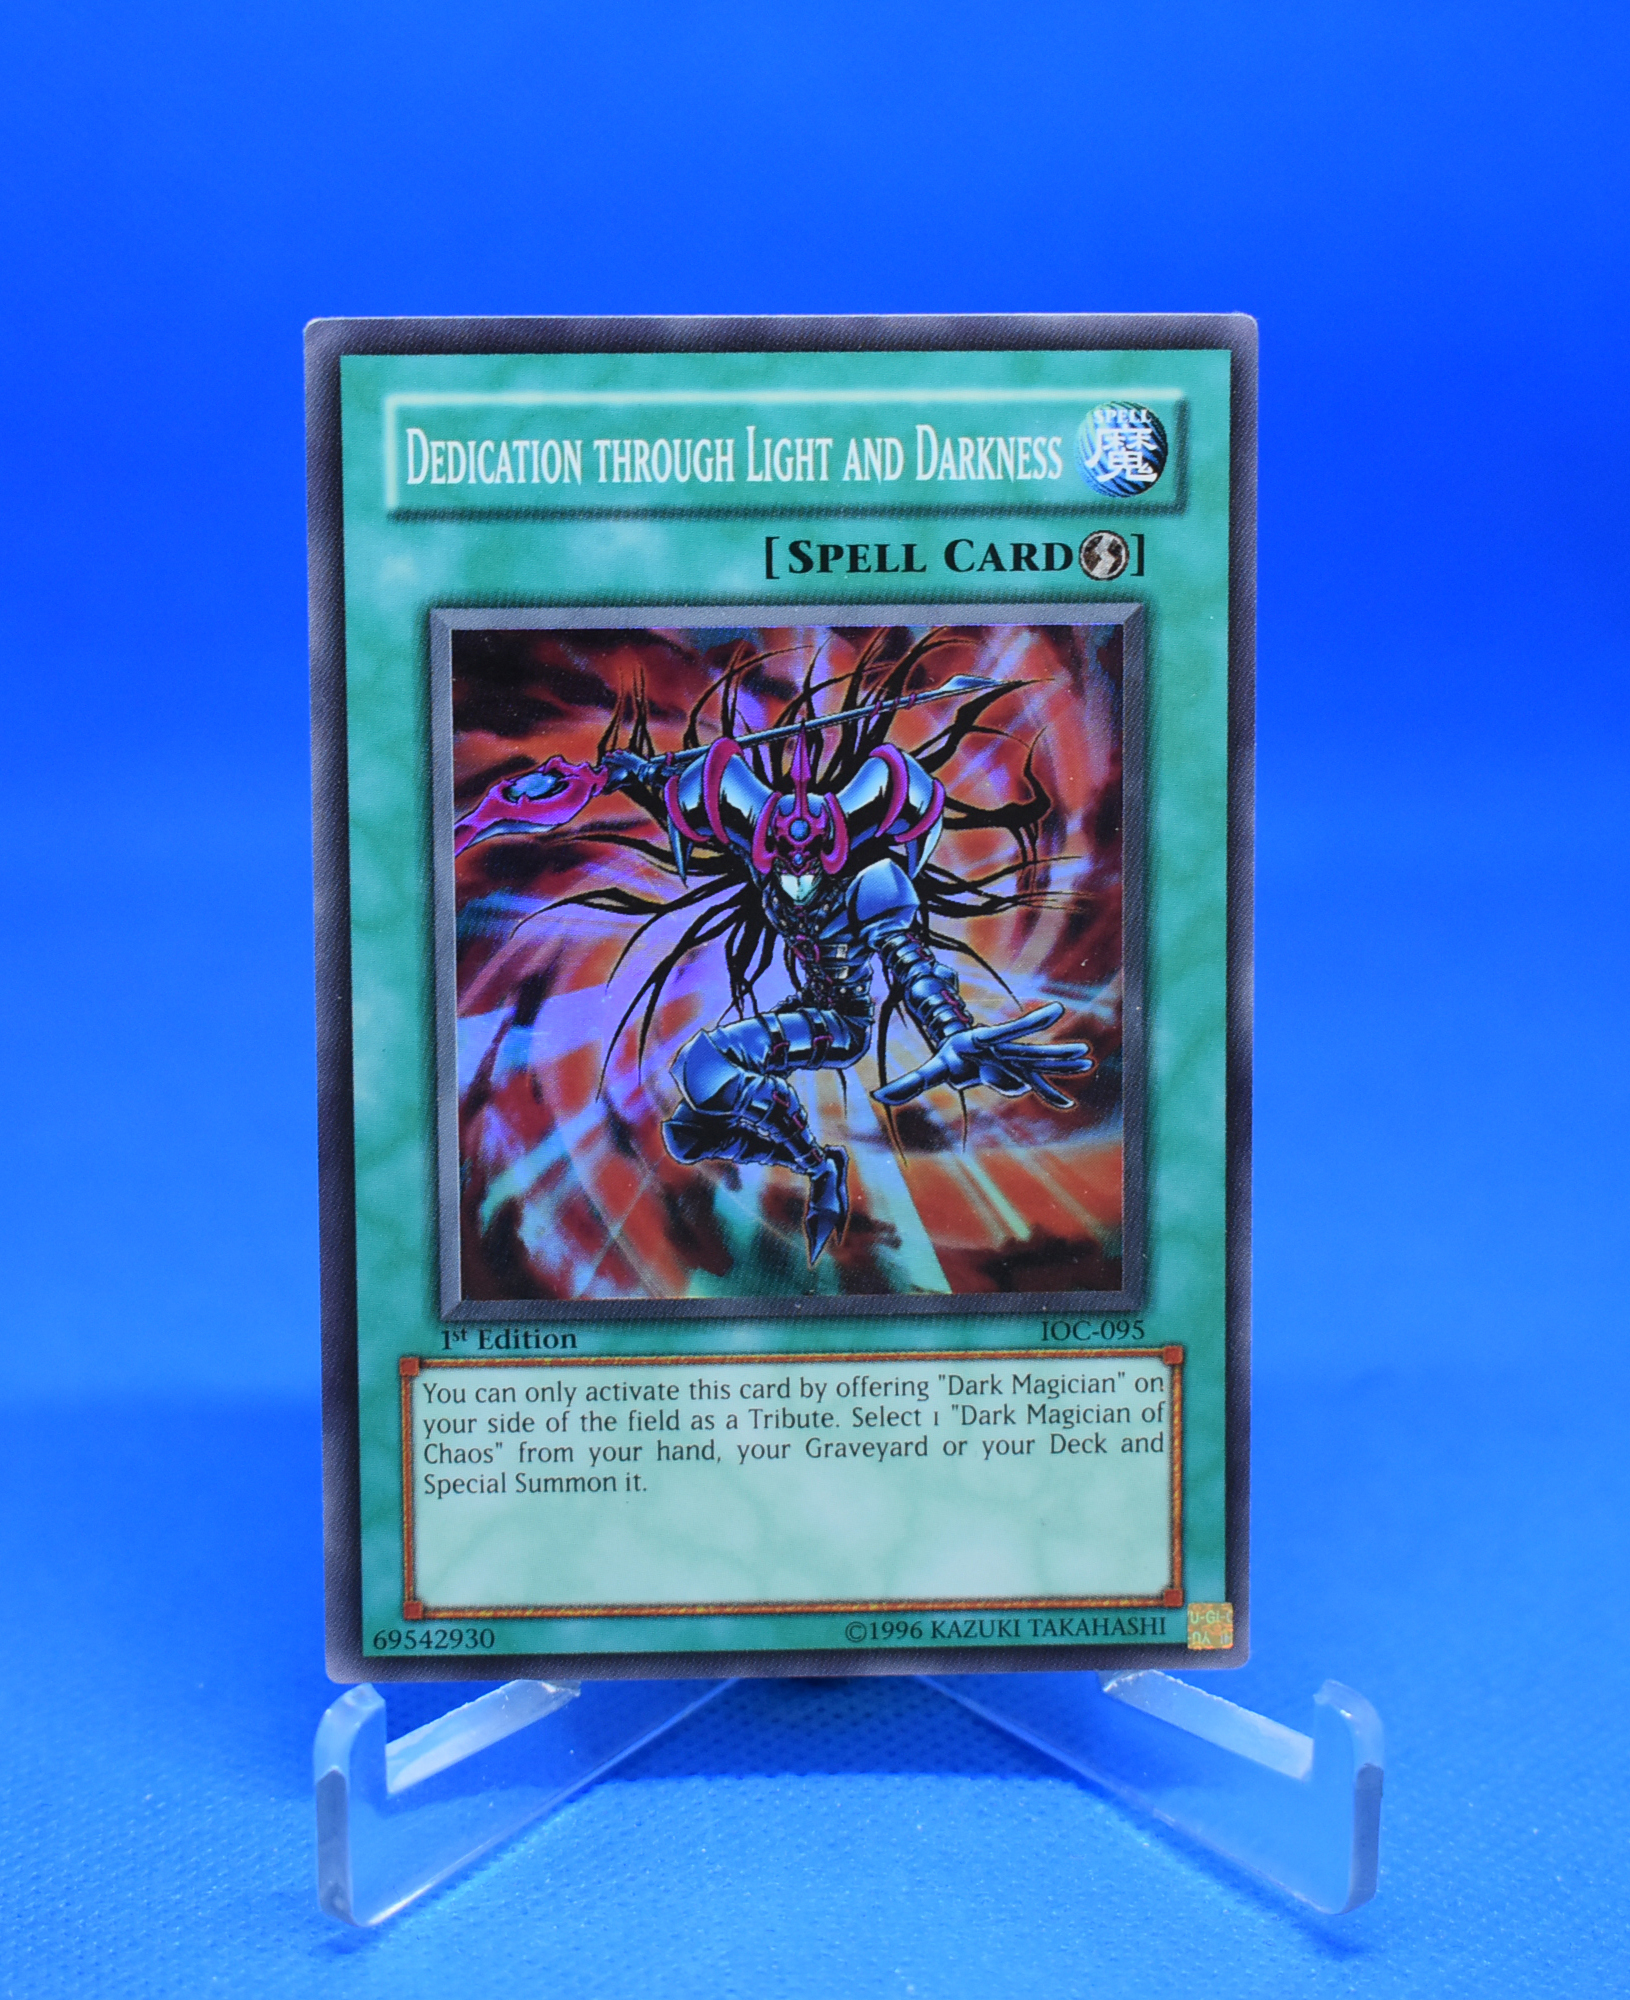 DEDICATION THROUGH LIGHT AND DARKNESS
SPELL
魔
[SPELL CARD]
1st Edition
IOC-095
You can only activate this card by offering "Dark Magician" on
your side of the field as a Tribute. Select 1 "Dark Magician of
Chaos" from your hand, your Graveyard or your Deck and
Special Summon it.
69542930
©1996 KAZUKI TAKAHASHI
U-GI-